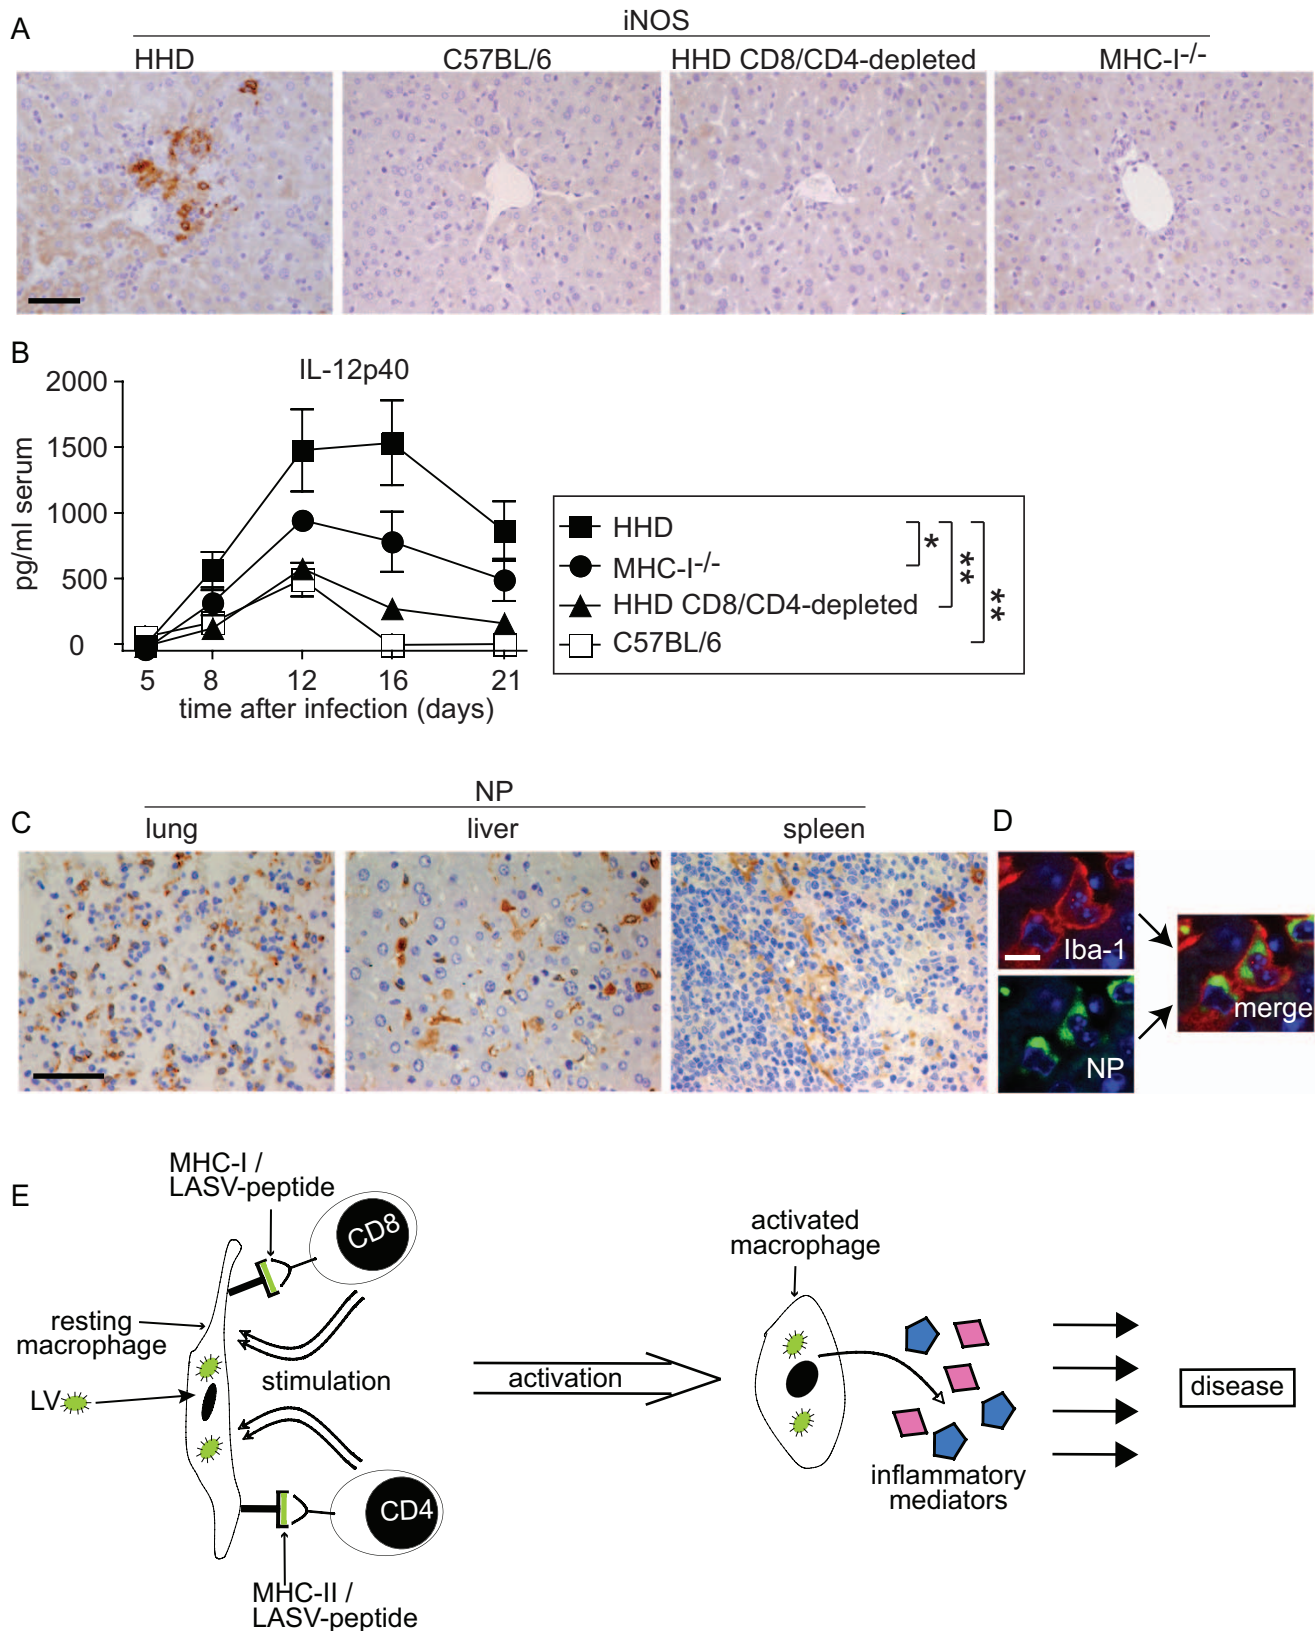 A
iNOS
HHD
C57BL/6
HHD CD8/CD4-depleted
MHC-I-/-
B
IL-12p40
2000
1500
1000
500
0
pg/ml serum
5 8 12 16 21
time after infection (days)
HHD
MHC-I-/-
HHD CD8/CD4-depleted
C57BL/6
*
**
**
NP
C
lung
liver
spleen
D
Iba-1
NP
merge
E
MHC-I /
LASV-peptide
CD8
resting
macrophage
LV
stimulation
CD4
MHC-II /
LASV-peptide
activation
activated
macrophage
inflammatory
mediators
disease